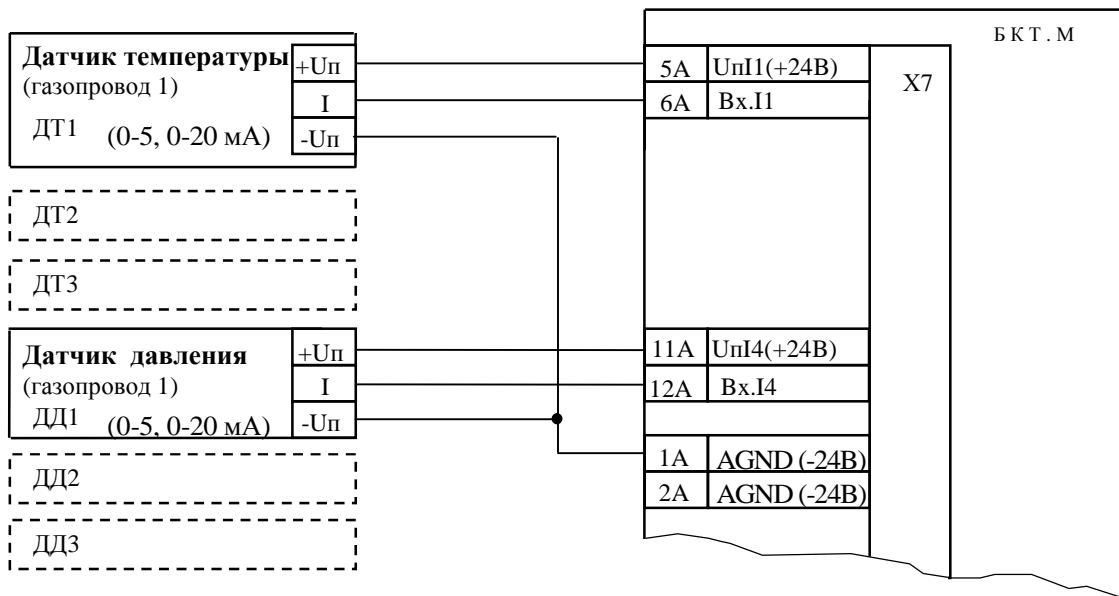 БКТ.М
Датчик температуры
(газопровод 1)
ДТ1 (0-5, 0-20 мА)
+Uп
I
-Uп
5А UпI1(+24В)
6А Вх.I1
X7
ДТ2
ДТ3
Датчик давления
(газопровод 1)
ДД1 (0-5, 0-20 мА)
+Uп
I
-Uп
11А UпI4(+24В)
12А Вх.I4
1А AGND (-24В)
2А AGND (-24В)
ДД2
ДД3